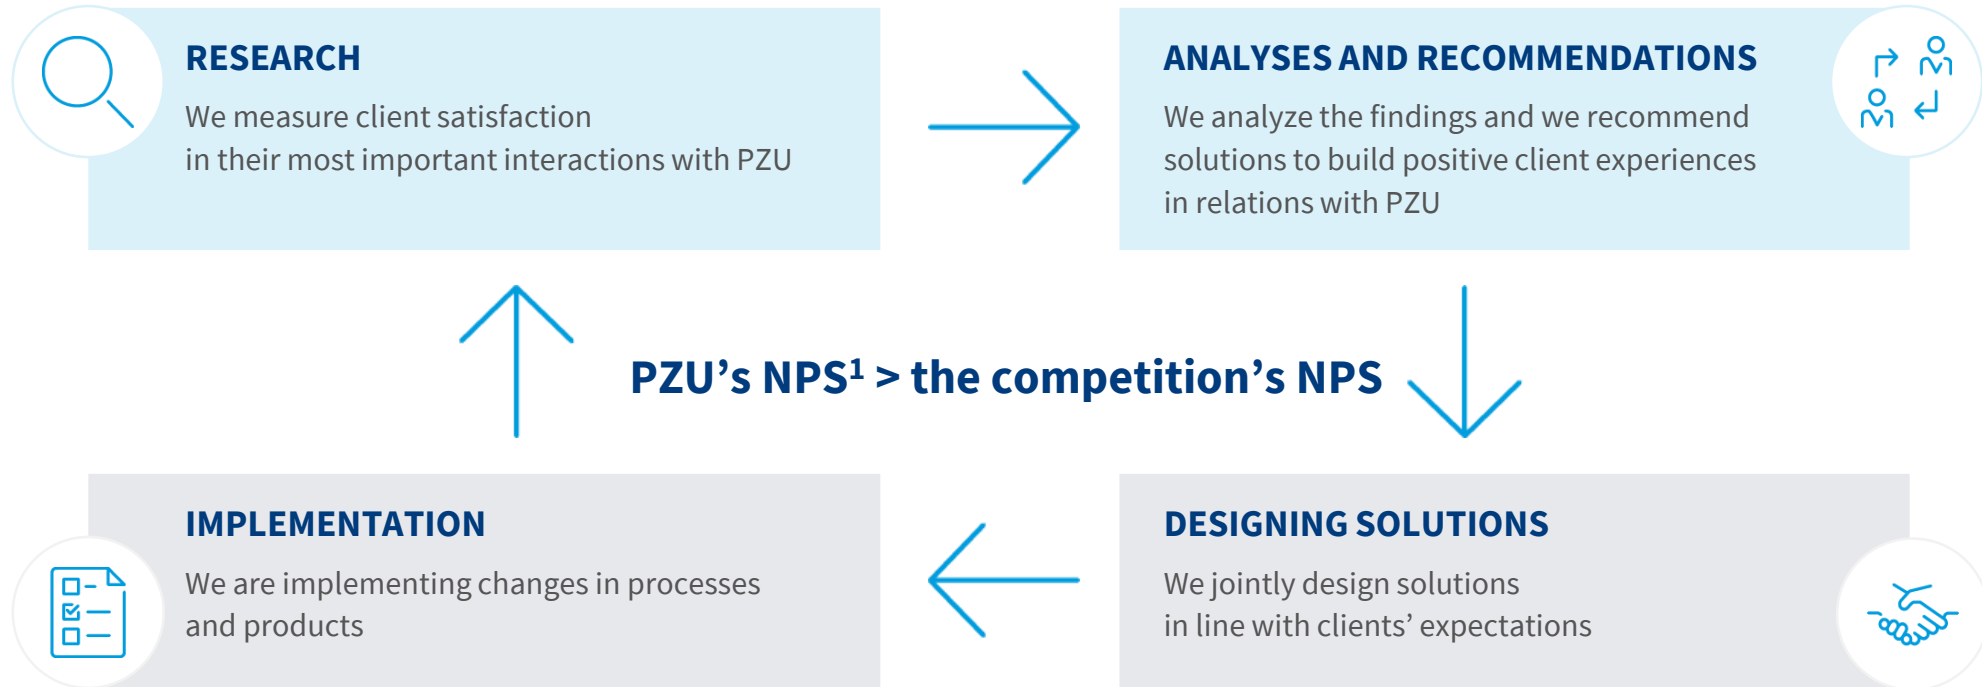 RESEARCH
We measure client satisfaction
in their most important interactions with PZU
ANALYSES AND RECOMMENDATIONS
We analyze the findings and we recommend
solutions to build positive client experiences
in relations with PZU
PZU’s NPS¹ > the competition’s NPS
IMPLEMENTATION
We are implementing changes in processes
and products
DESIGNING SOLUTIONS
We jointly design solutions
in line with clients’ expectations